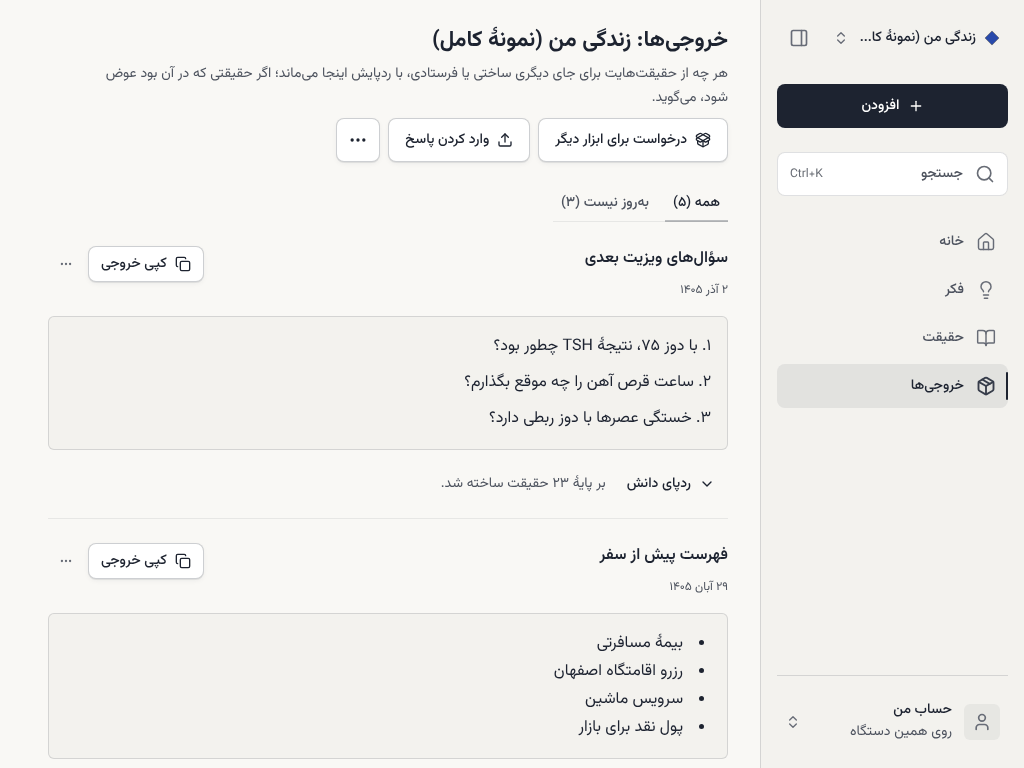 زندگی من (نمونهٔ کا...
افزودن
جستجو
Ctrl+K
خانه
فکر
حقیقت
خروجی‌ها
حساب من
روی همین دستگاه
خروجی‌ها: زندگی من (نمونهٔ کامل)
هر چه از حقیقت‌هایت برای جای دیگری ساختی یا فرستادی، با ردپایش اینجا می‌ماند؛ اگر حقیقتی که در آن بود عوض
شود، می‌گوید.
درخواست برای ابزار دیگر
وارد کردن پاسخ
همه (۵)
به‌روز نیست (۳)
سؤال‌های ویزیت بعدی
کپی خروجی
۲ آذر ۱۴۰۵
۱. با دوز ۷۵، نتیجهٔ TSH چطور بود؟
۲. ساعت قرص آهن را چه موقع بگذارم؟
۳. خستگی عصرها با دوز ربطی دارد؟
ردپای دانش
بر پایهٔ ۲۳ حقیقت ساخته شد.
فهرست پیش از سفر
کپی خروجی
۲۹ آبان ۱۴۰۵
• بیمهٔ مسافرتی
• رزرو اقامتگاه اصفهان
• سرویس ماشین
• پول نقد برای بازار